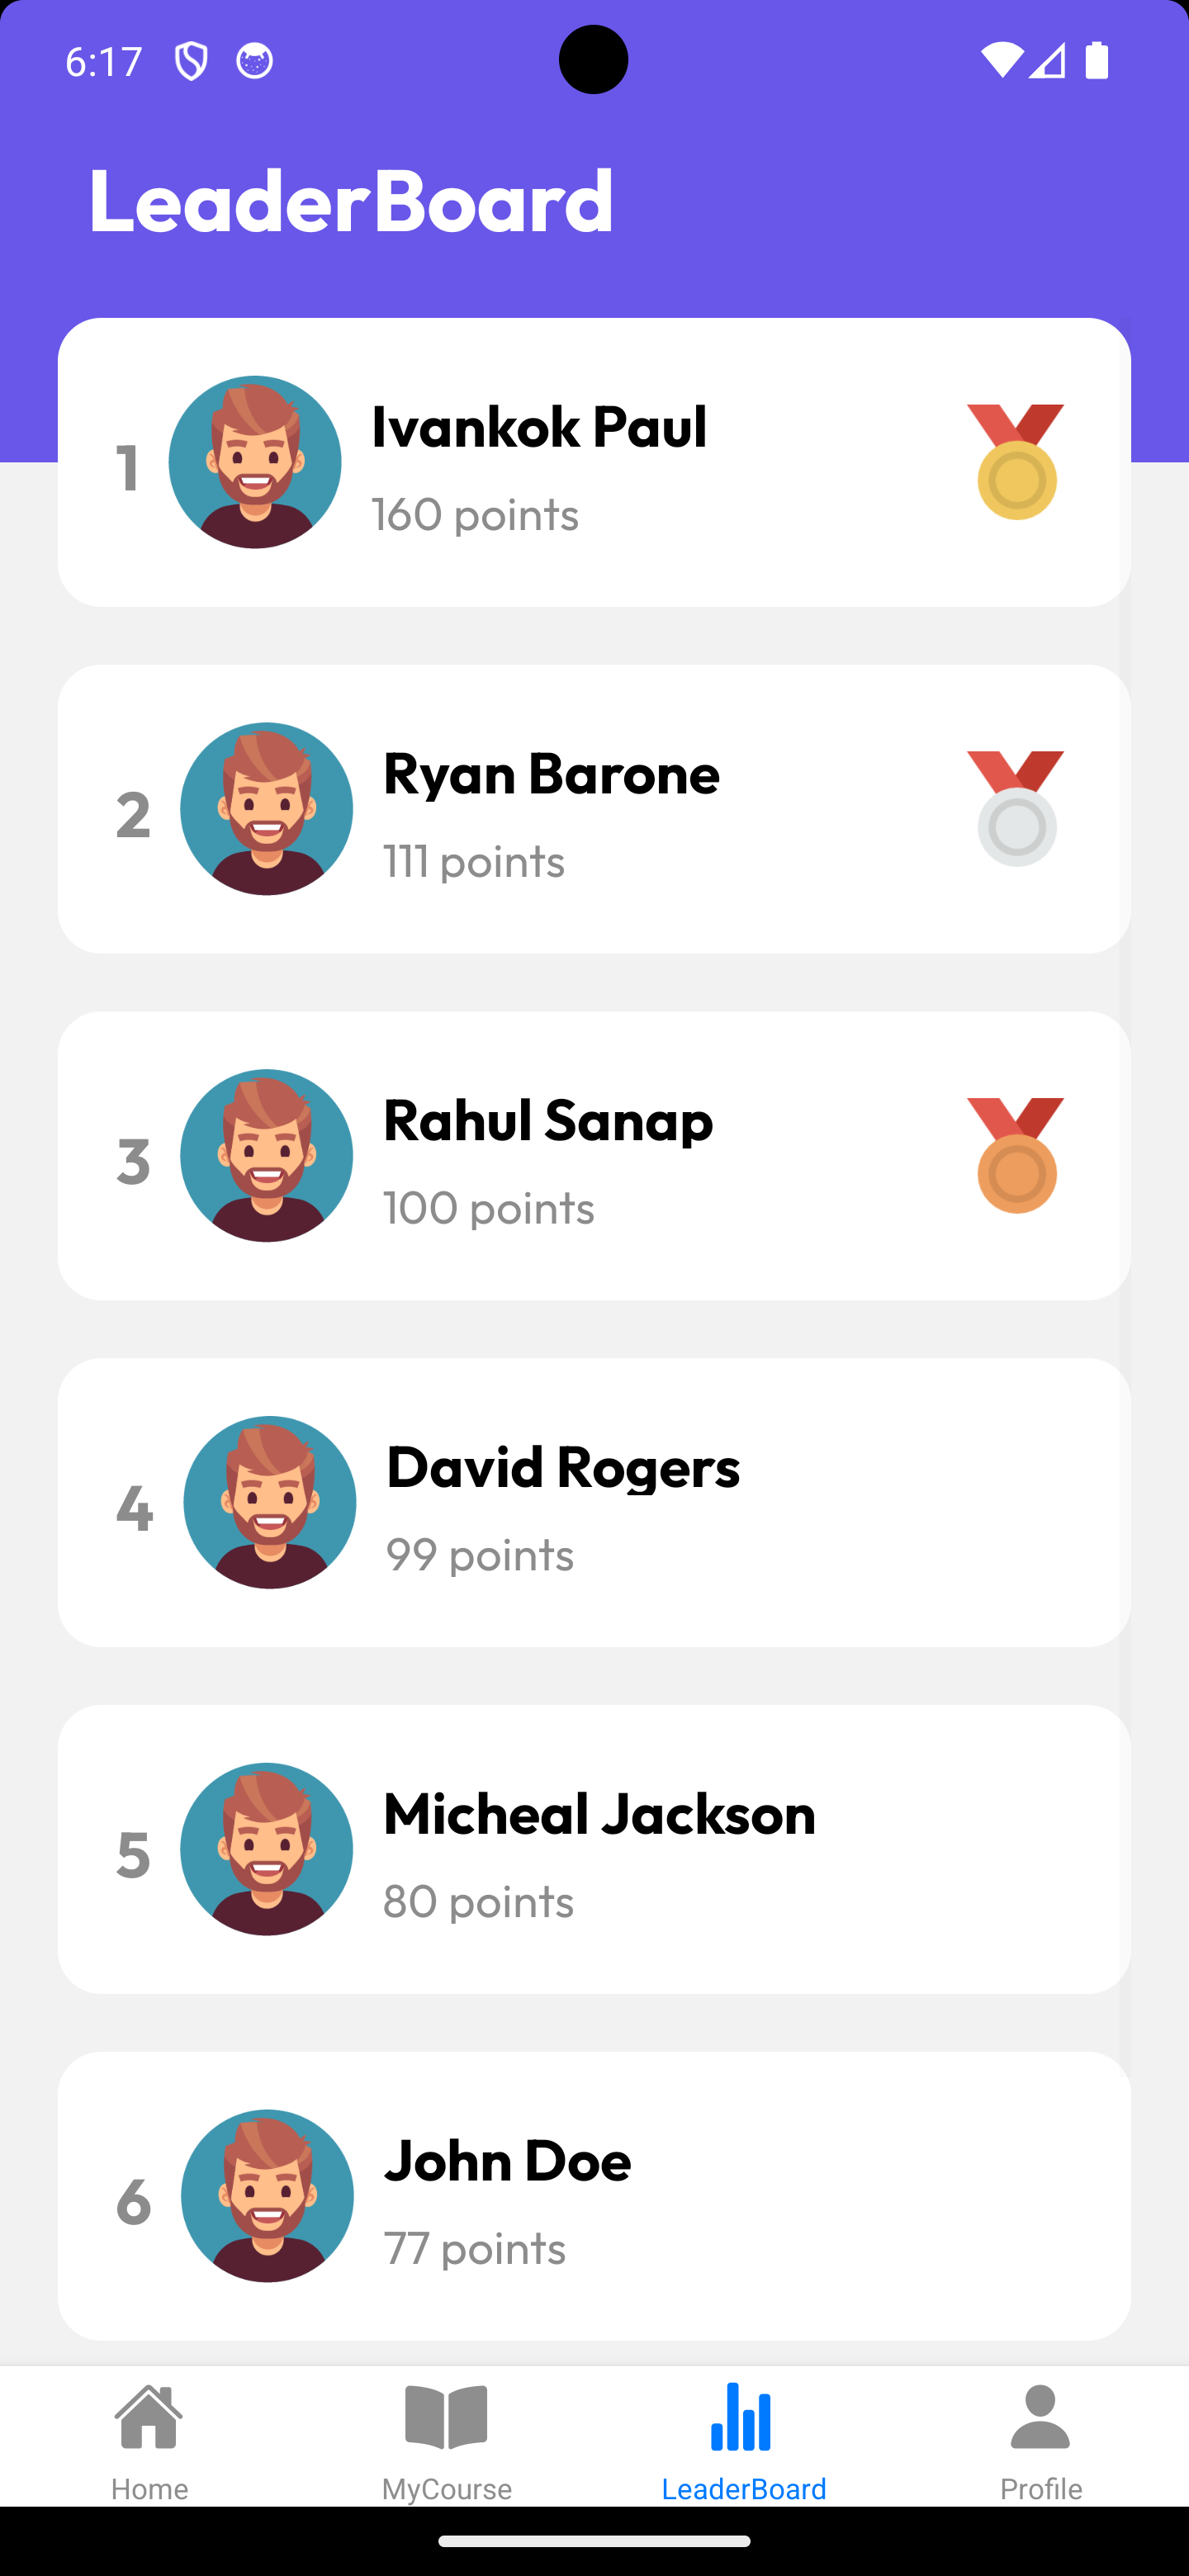 6:17
LeaderBoard
1
Ivankok Paul
160 points
2
Ryan Barone
111 points
3
Rahul Sanap
100 points
4
David Rogers
99 points
5
Micheal Jackson
80 points
6
John Doe
77 points
Home MyCourse LeaderBoard Profile